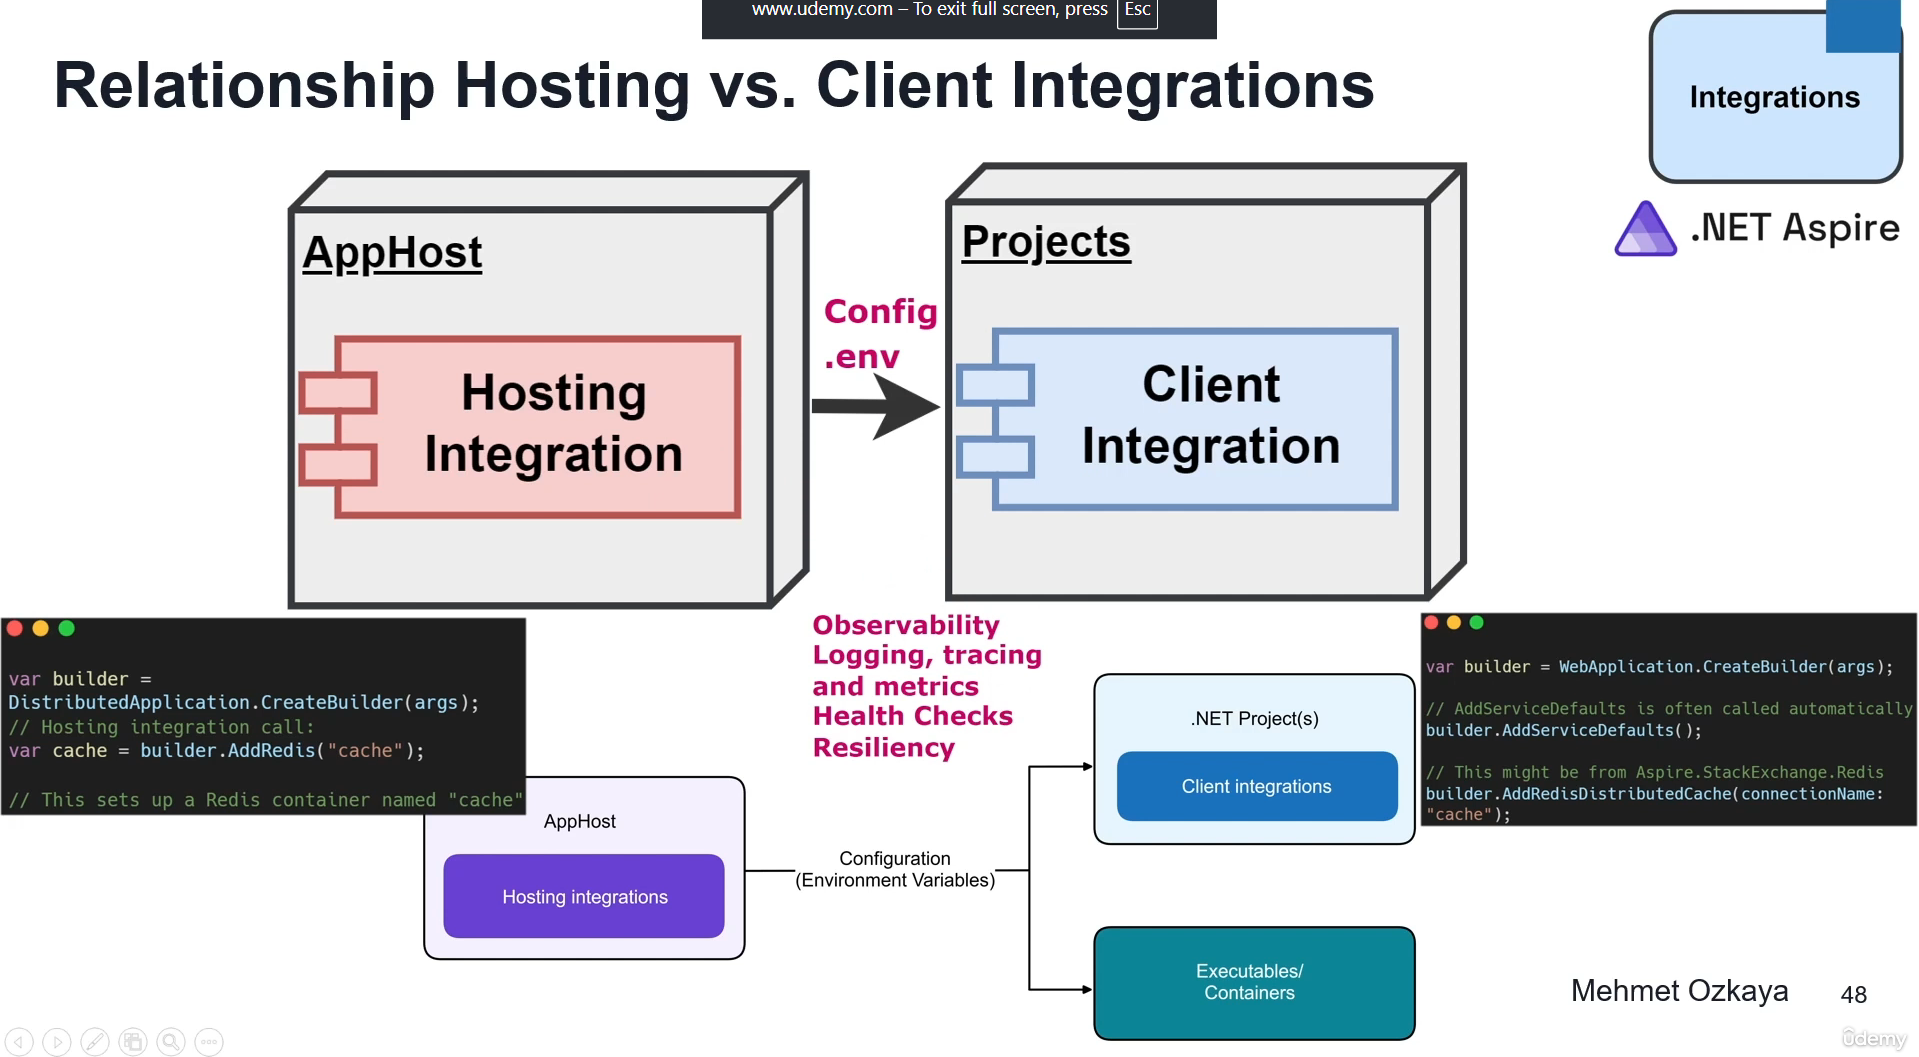 www.udemy.com – To exit full screen, press Esc
Relationship Hosting vs. Client Integrations
Integrations
.NET Aspire
AppHost
Hosting
Integration
Config
.env
Projects
Client
Integration
var builder =
DistributedApplication.CreateBuilder(args);
// Hosting integration call:
var cache = builder.AddRedis("cache");
// This sets up a Redis container named "cache"
Observability
Logging, tracing
and metrics
Health Checks
Resiliency
var builder = WebApplication.CreateBuilder(args);
// AddServiceDefaults is often called automatically
builder.AddServiceDefaults();
// This might be from Aspire.StackExchange.Redis
builder.AddRedisDistributedCache(connectionName:
"cache");
AppHost
Hosting integrations
Configuration
(Environment Variables)
.NET Project(s)
Client integrations
Executables/
Containers
Mehmet Ozkaya
48
ûdemy